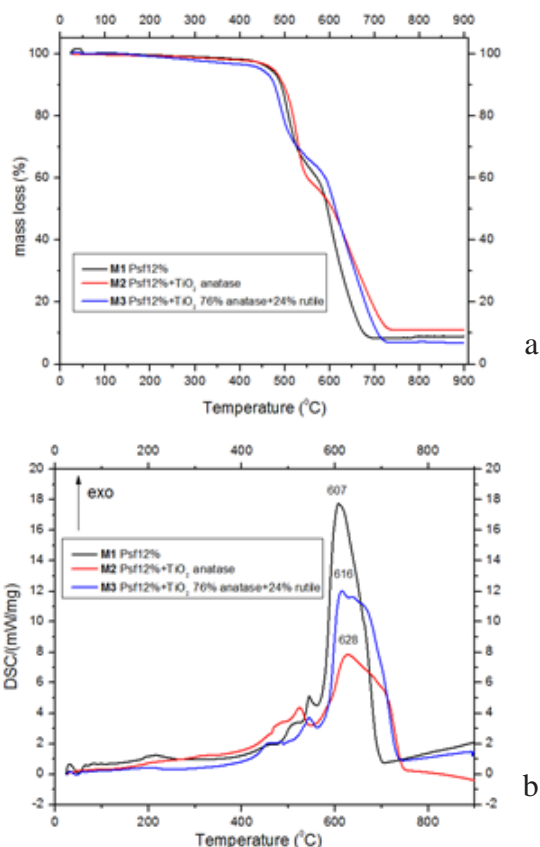 0 100 200 300 400 500 600 700 800 900
100 100
80 80
60 60
40 40
20 20
0 0
mass loss (%)
M1 Psf12%
M2 Psf12%+TiO2 anatase
M3 Psf12%+TiO2 76% anatase+24% rutile
0 100 200 300 400 500 600 700 800 900
Temperature (⁰C)
a
0 200 400 600 800
20 20
18 18
16 16
14 14
12 12
10 10
8 8
6 6
4 4
2 2
0 0
-2 -2
DSC/(mW/mg)
exo
607
M1 Psf12%
M2 Psf12%+TiO2 anatase
M3 Psf12%+TiO2 76% anatase+24% rutile
616
628
0 200 400 600 800
Temperature (⁰C)
b